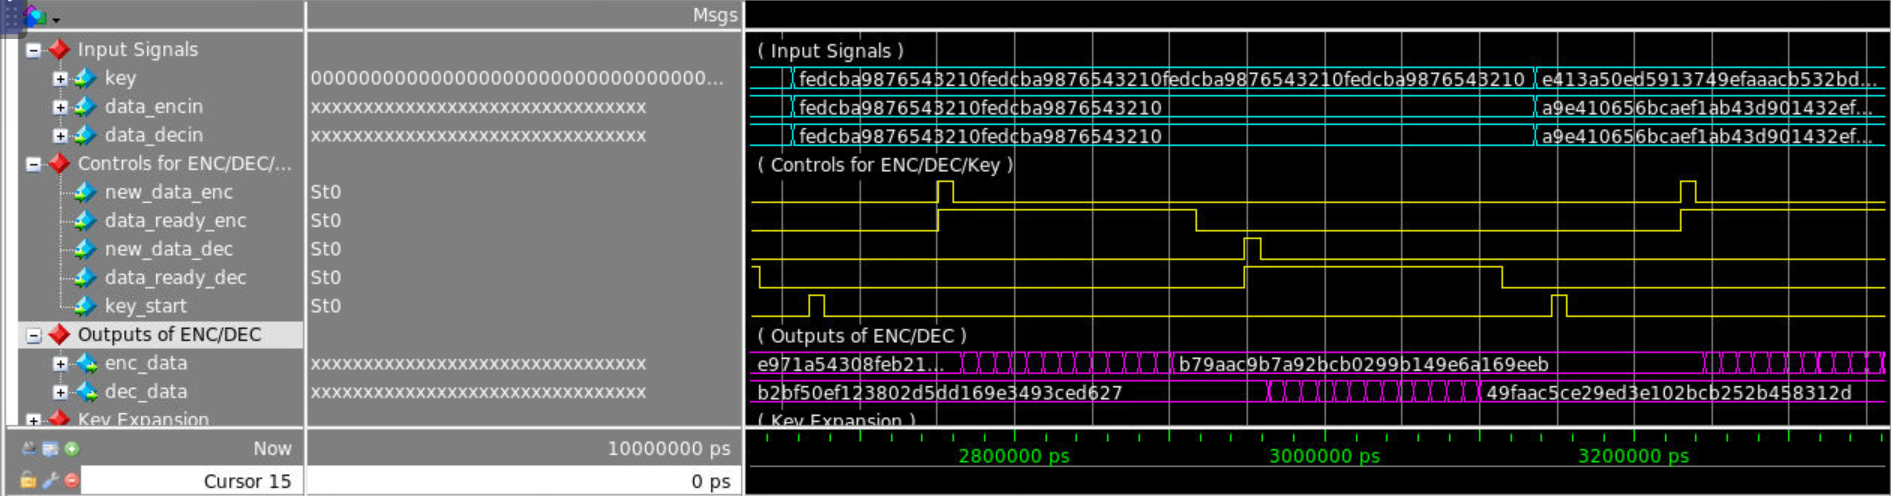 Msgs
Input Signals ( Input Signals )
key 00000000000000000000000000000000000... fedcba9876543210fedcba9876543210fedcba9876543210fedcba9876543210 e413a50ed5913749efaaacb532bd...
data_encin xxxxxxxxxxxxxxxxxxxxxxxxxxxxxxxx fedcba9876543210fedcba9876543210 a9e410656bcaef1ab43d901432ef...
data_decin xxxxxxxxxxxxxxxxxxxxxxxxxxxxxxxx fedcba9876543210fedcba9876543210 a9e410656bcaef1ab43d901432ef...
Controls for ENC/DEC/... ( Controls for ENC/DEC/Key )
new_data_enc St0
data_ready_enc St0
new_data_dec St0
data_ready_dec St0
key_start St0
Outputs of ENC/DEC ( Outputs of ENC/DEC )
enc_data xxxxxxxxxxxxxxxxxxxxxxxxxxxxxxxx e971a54308feb21... b79aac9b7a92bcb0299b149e6a169eeb
dec_data xxxxxxxxxxxxxxxxxxxxxxxxxxxxxxxx b2bf50ef123802d5dd169e3493ced627 49faac5ce29ed3e102bcb252b458312d
Key Expansion ( Key Expansion )
Now 10000000 ps 2800000 ps 3000000 ps 3200000 ps
Cursor 15 0 ps